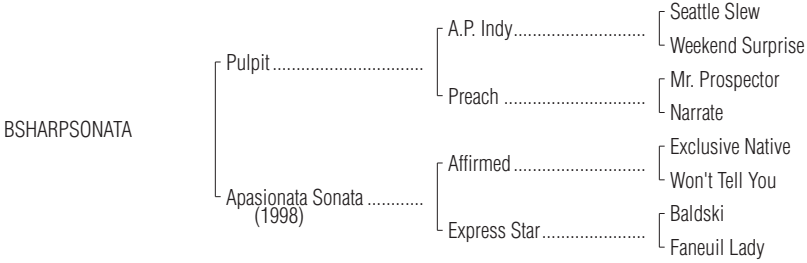 Seattle Slew
A.P. Indy..............................
Weekend Surprise
Pulpit..................................
Mr. Prospector
Preach ................................
Narrate
BSHARPSONATA
Exclusive Native
Affirmed..............................
Won't Tell You
Apasionata Sonata .............
(1998)
Baldski
Express Star........................
Faneuil Lady